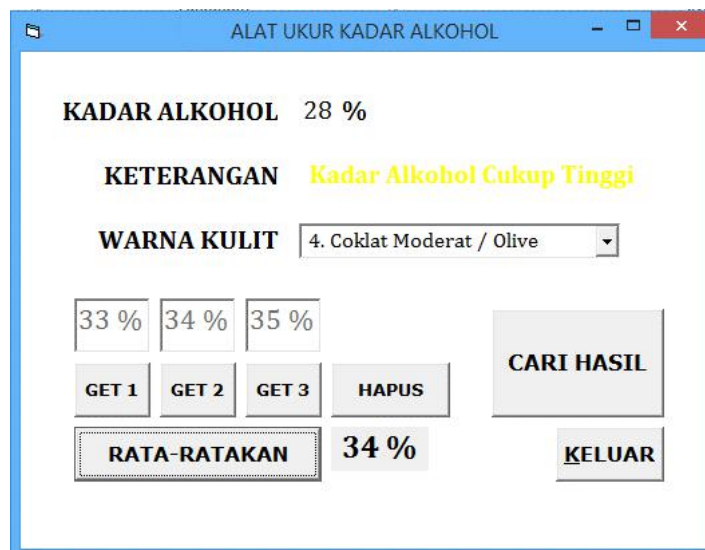 ALAT UKUR KADAR ALKOHOL
KADAR ALKOHOL 28 %
KETERANGAN Kadar Alkohol Cukup Tinggi
WARNA KULIT 4. Coklat Moderat / Olive
33 % 34 % 35 %
CARI HASIL
GET 1 GET 2 GET 3 HAPUS
RATA-RATAKAN 34 % KELUAR